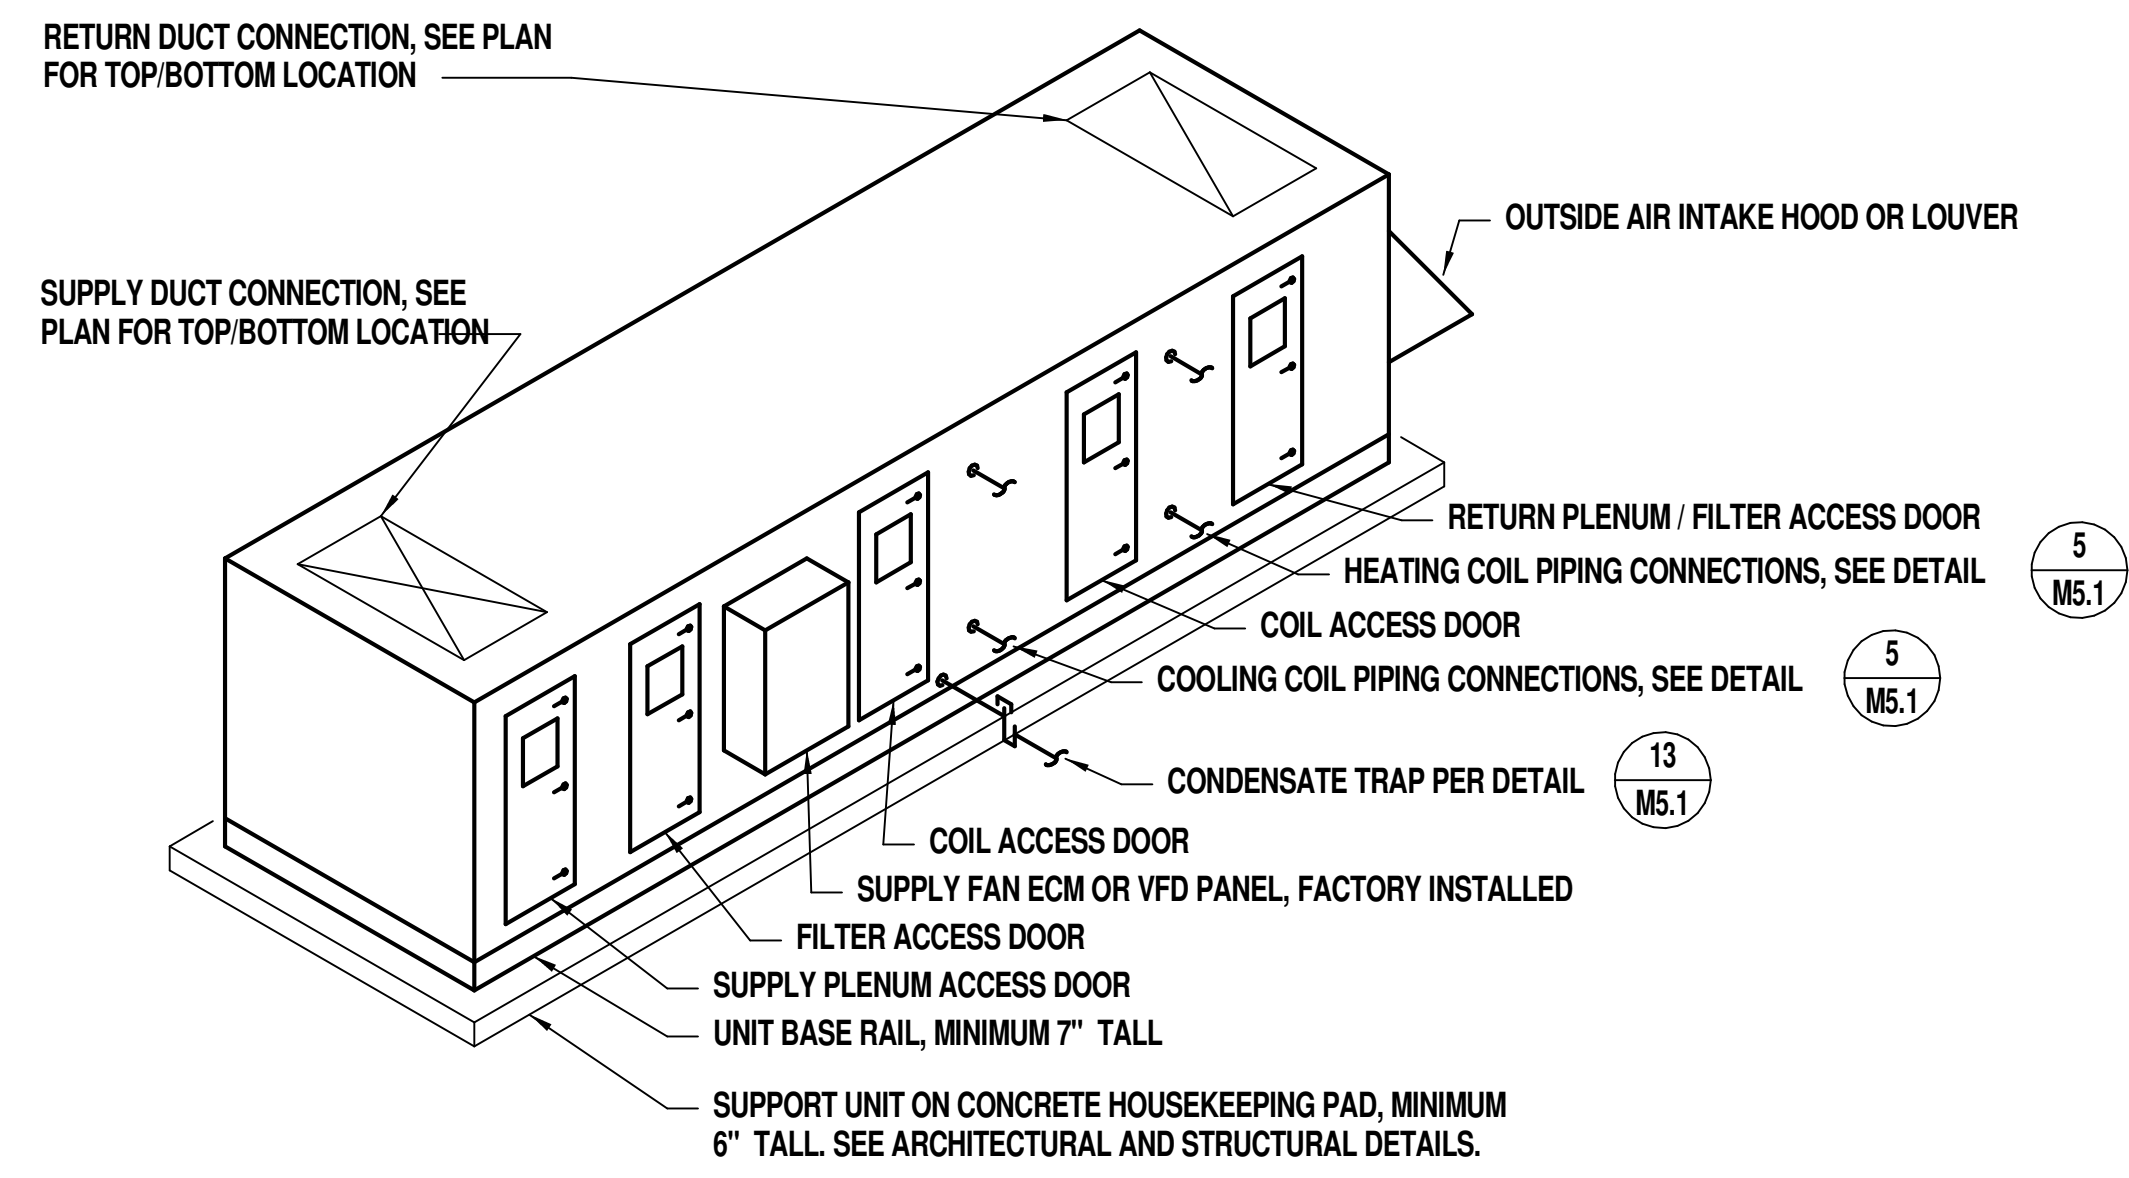 RETURN DUCT CONNECTION, SEE PLAN
FOR TOP/BOTTOM LOCATION
OUTSIDE AIR INTAKE HOOD OR LOUVER
SUPPLY DUCT CONNECTION, SEE
PLAN FOR TOP/BOTTOM LOCATION
RETURN PLENUM / FILTER ACCESS DOOR
HEATING COIL PIPING CONNECTIONS, SEE DETAIL
5
M5.1
COIL ACCESS DOOR
COOLING COIL PIPING CONNECTIONS, SEE DETAIL
5
M5.1
CONDENSATE TRAP PER DETAIL
13
M5.1
COIL ACCESS DOOR
SUPPLY FAN ECM OR VFD PANEL, FACTORY INSTALLED
FILTER ACCESS DOOR
SUPPLY PLENUM ACCESS DOOR
UNIT BASE RAIL, MINIMUM 7" TALL
SUPPORT UNIT ON CONCRETE HOUSEKEEPING PAD, MINIMUM
6" TALL. SEE ARCHITECTURAL AND STRUCTURAL DETAILS.